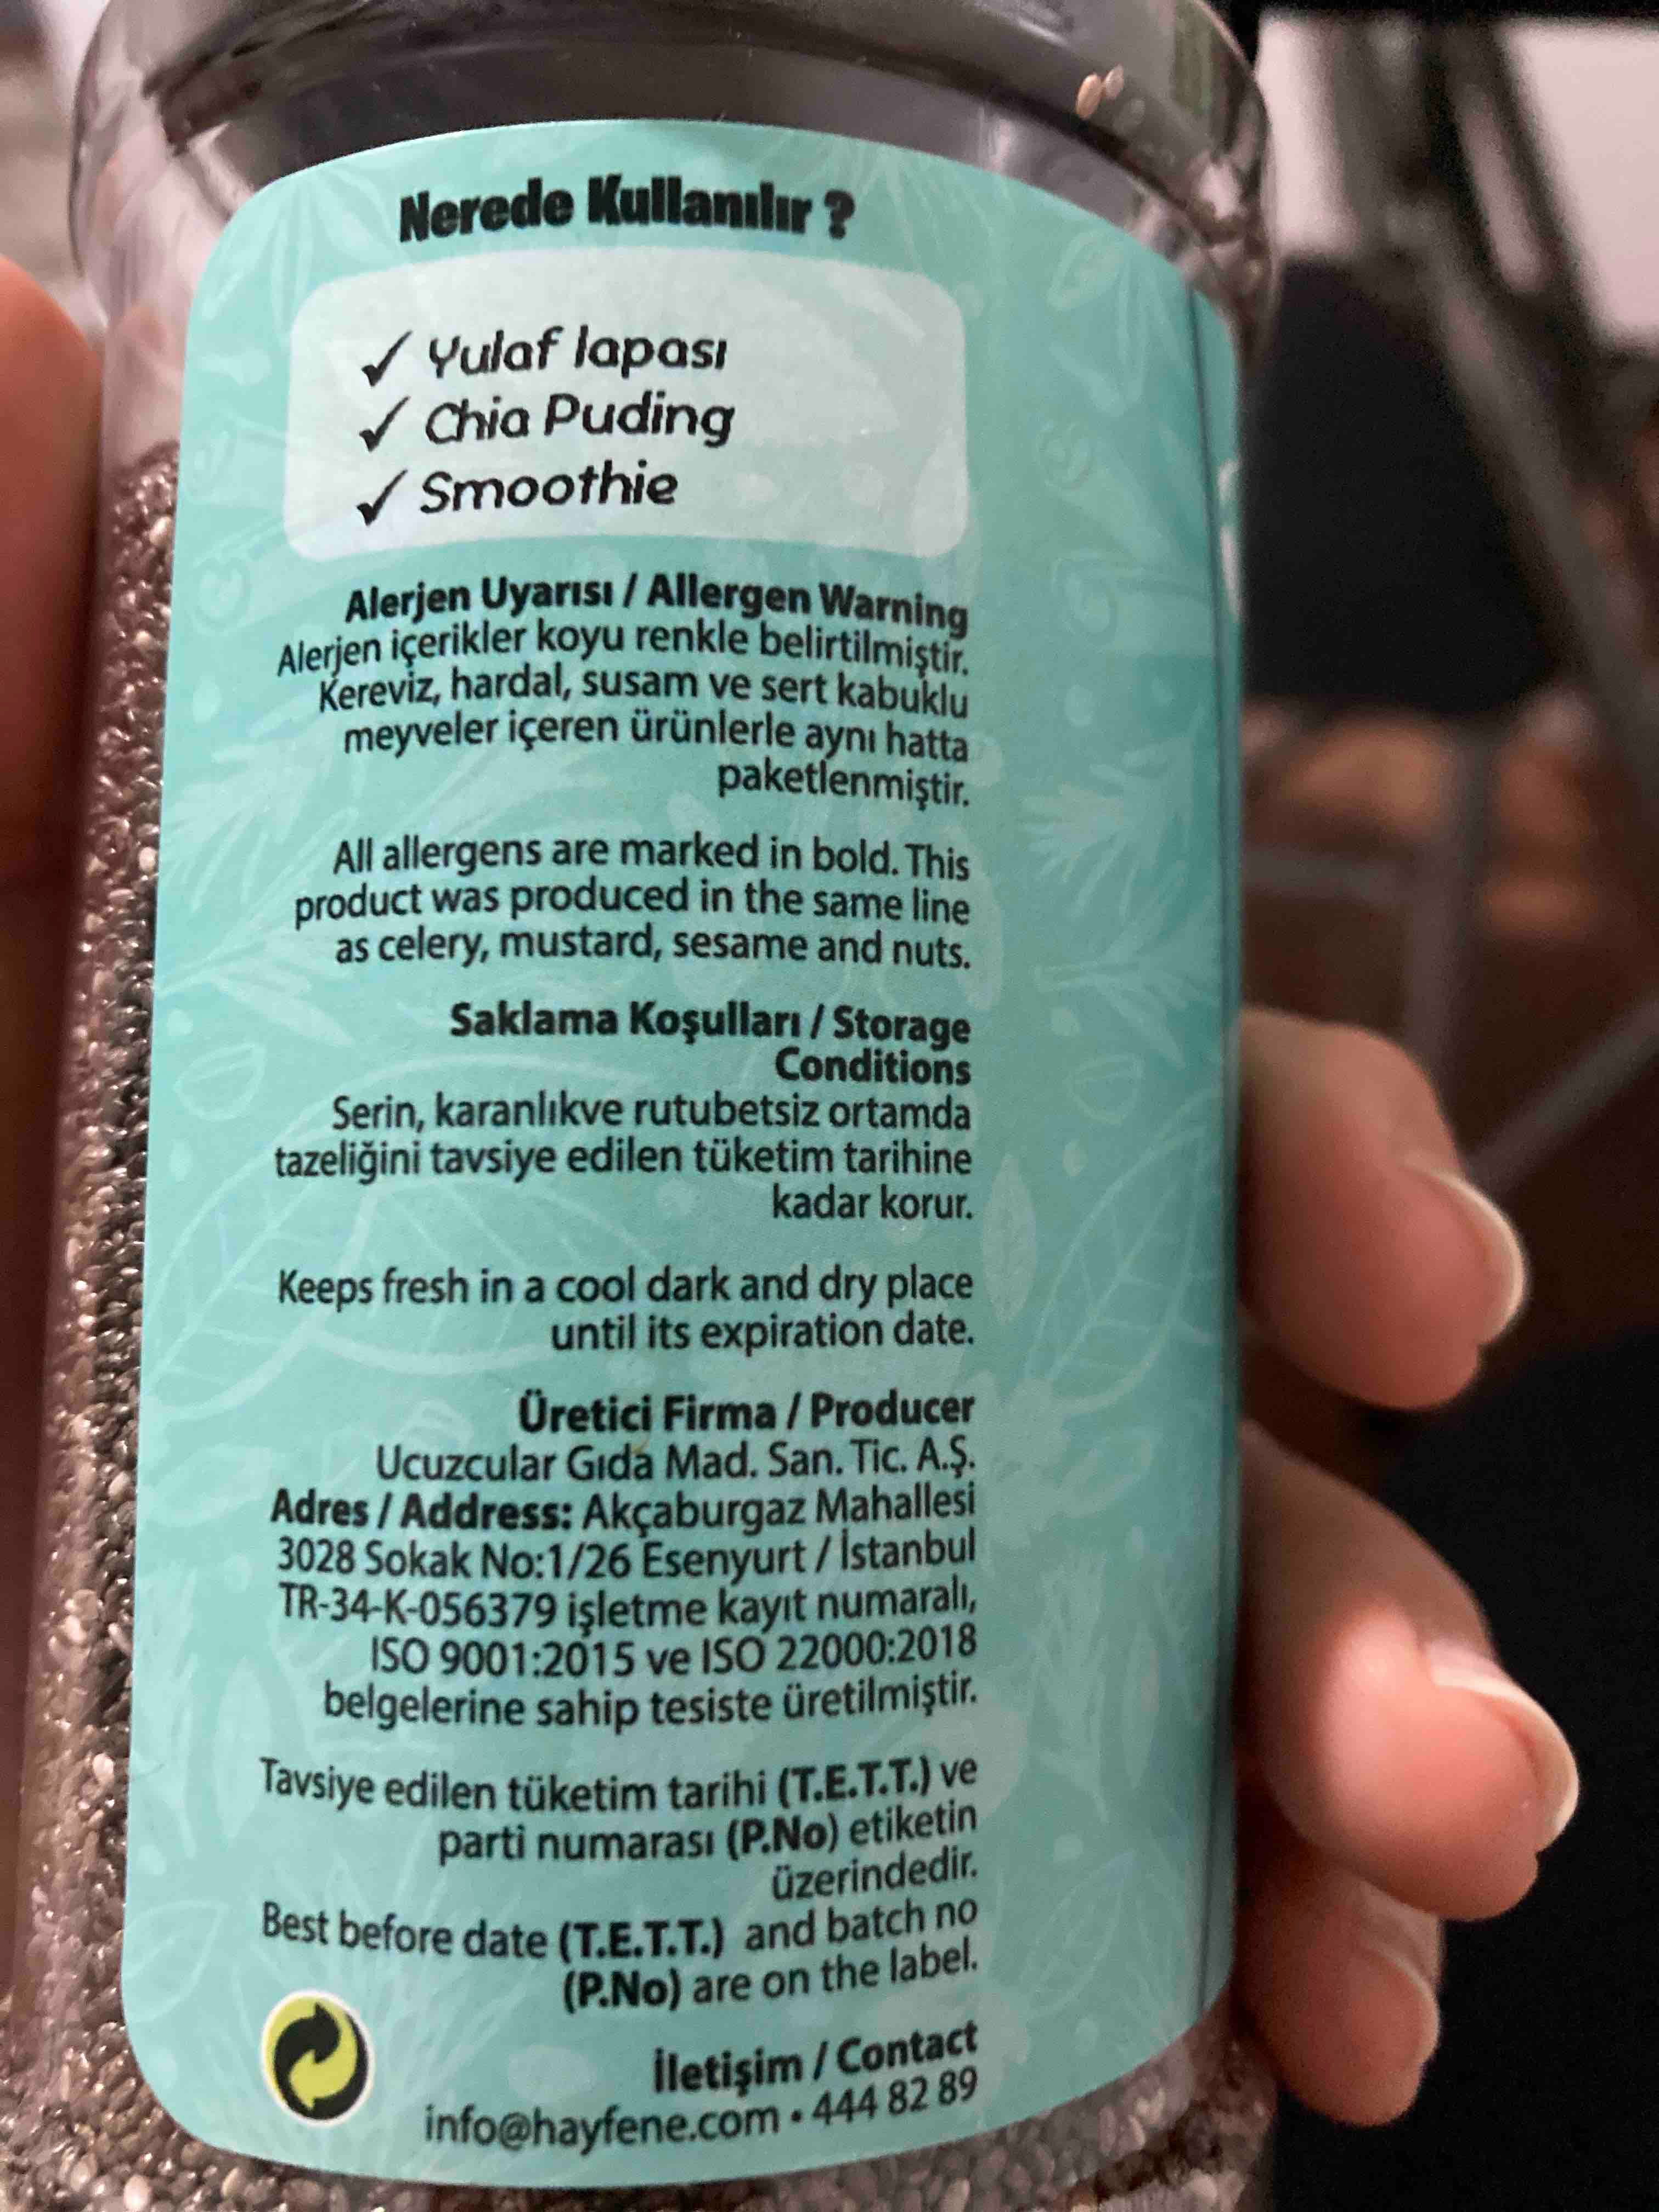 Nerede Kullanılır ?
✓ Yulaf lapası
✓ Chia Puding
✓ Smoothie
Alerjen Uyarısı / Allergen Warning
Alerjen içerikler koyu renkle belirtilmiştir.
Kereviz, hardal, susam ve sert kabuklu
meyveler içeren ürünlerle aynı hatta
paketlenmiştir.
All allergens are marked in bold. This
product was produced in the same line
as celery, mustard, sesame and nuts.
Saklama Koşulları / Storage
Conditions
Serin, karanlıkve rutubetsiz ortamda
tazeliğini tavsiye edilen tüketim tarihine
kadar korur.
Keeps fresh in a cool dark and dry place
until its expiration date.
Üretici Firma / Producer
Ucuzcular Gıda Mad. San. Tic. A.Ş.
Adres / Address: Akçaburgaz Mahallesi
3028 Sokak No:1/26 Esenyurt / İstanbul
TR-34-K-056379 işletme kayıt numaralı,
ISO 9001:2015 ve ISO 22000:2018
belgelerine sahip tesiste üretilmiştir.
Tavsiye edilen tüketim tarihi (T.E.T.T.) ve
parti numarası (P.No) etiketin
üzerindedir.
Best before date (T.E.T.T.) and batch no
(P.No) are on the label.
İletişim / Contact
info@hayfene.com • 444 82 89